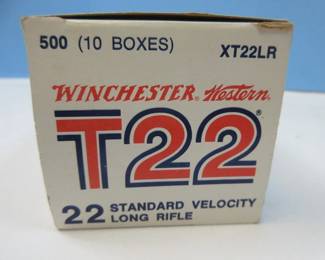 500 (10 BOXES) XT22LR
WINCHESTER® Western®
T22®
22 STANDARD VELOCITY
LONG RIFLE